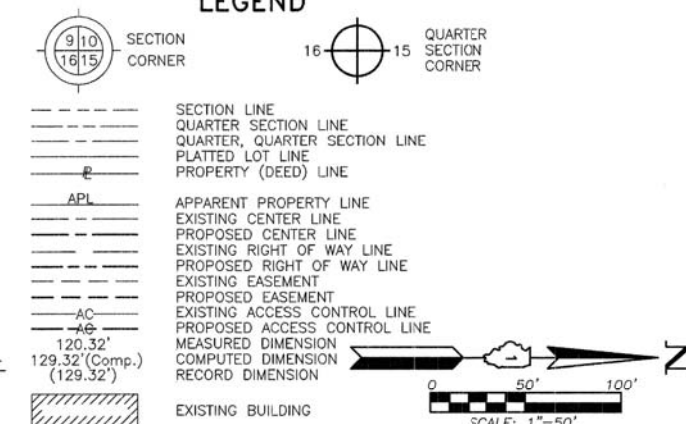 LEGEND
9 10
16 15
SECTION
CORNER
16 15
QUARTER
SECTION
CORNER
SECTION LINE
QUARTER SECTION LINE
QUARTER, QUARTER SECTION LINE
PLATTED LOT LINE
PROPERTY (DEED) LINE
APL APPARENT PROPERTY LINE
EXISTING CENTER LINE
PROPOSED CENTER LINE
EXISTING RIGHT OF WAY LINE
PROPOSED RIGHT OF WAY LINE
EXISTING EASEMENT
PROPOSED EASEMENT
AC EXISTING ACCESS CONTROL LINE
AC PROPOSED ACCESS CONTROL LINE
120.32' MEASURED DIMENSION
129.32'(Comp.) COMPUTED DIMENSION
(129.32') RECORD DIMENSION
EXISTING BUILDING
N
0 50' 100'
SCALE: 1"=50'